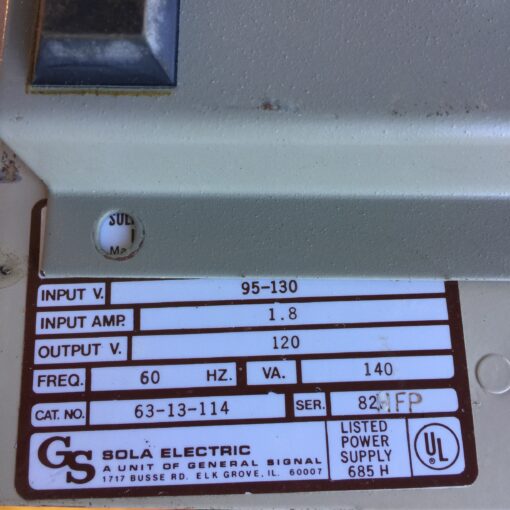 INPUT V. 95-130
INPUT AMP. 1.8
OUTPUT V. 120
FREQ. 60 HZ. VA. 140
CAT. NO. 63-13-114 SER. 82HFP
GS SOLA ELECTRIC
A UNIT OF GENERAL SIGNAL
1717 BUSSE RD. ELK GROVE, IL. 60007
LISTED
POWER
SUPPLY
685 H
UL